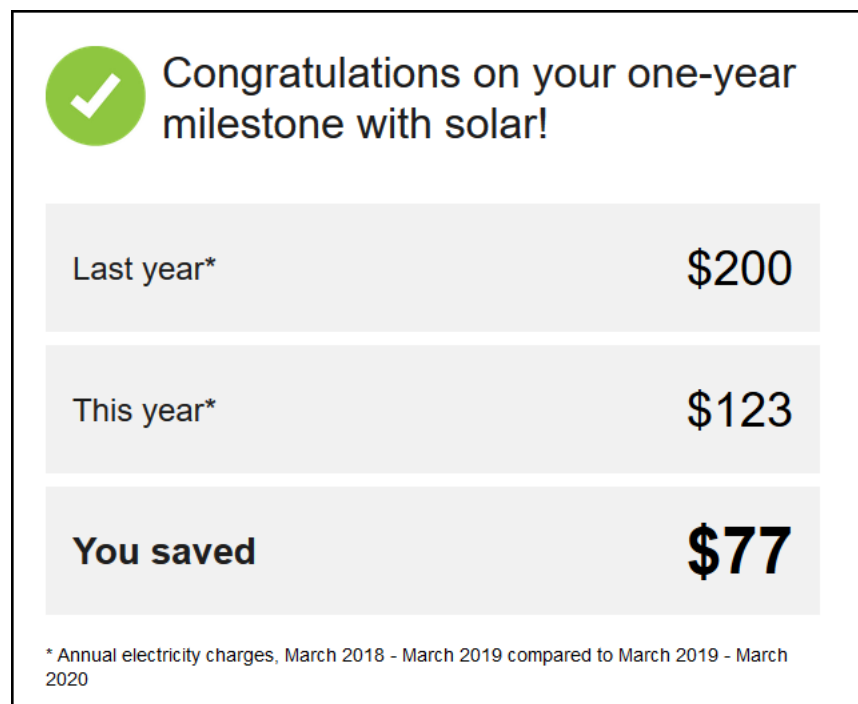 Congratulations on your one-year
milestone with solar!
Last year*
$200
This year*
$123
You saved
$77
* Annual electricity charges, March 2018 - March 2019 compared to March 2019 - March
2020